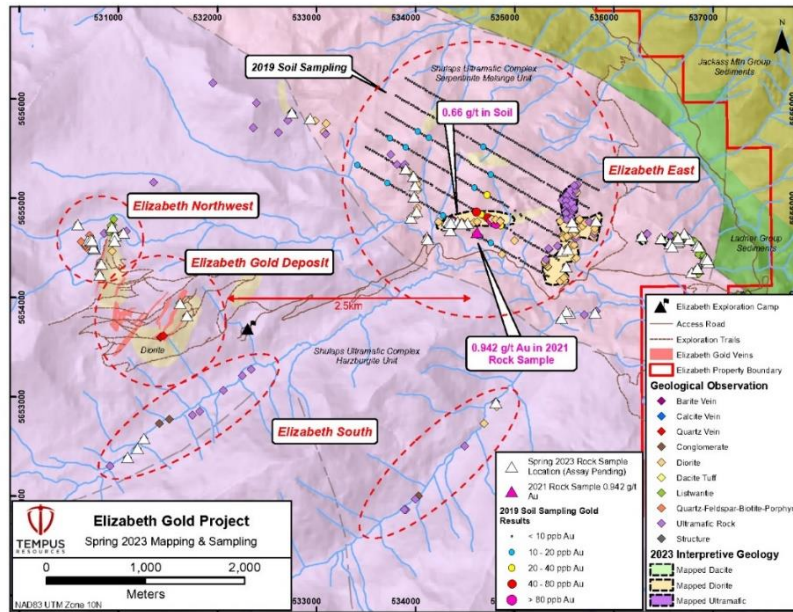 531000
532000
533000
534000
535000
536000
537000
5656000
5655000
5654000
5653000
2019 Soil Sampling
Shulaps Ultramafic Complex
Serpentinite Melange Unit
Jackass Mtn Group
Sediments
N
0.66 g/t in Soil
Elizabeth East
Elizabeth Northwest
Elizabeth Gold Deposit
Ladner Group
Sediments
2.5km
Diorite
Shulaps Ultramafic Complex
Harzburgite Unit
0.942 g/t Au in 2021
Rock Sample
Elizabeth South
Elizabeth Exploration Camp
Access Road
Exploration Trails
Elizabeth Gold Veins
Elizabeth Property Boundary
Geological Observation
Barite Vein
Calcite Vein
Quartz Vein
Conglomerate
Diorite
Dacite Tuff
Listwanite
Quartz-Feldspar-Biotite-Porphyr
Ultramafic Rock
Structure
2023 Interpretive Geology
Mapped Dacite
Mapped Diorite
Mapped Ultramafic
Spring 2023 Rock Sample
Location (Assay Pending)
2021 Rock Sample 0.942 g/t
Au
2019 Soil Sampling Gold
Results
< 10 ppb Au
10 - 20 ppb Au
20 - 40 ppb Au
40 - 80 ppb Au
> 80 ppb Au
TEMPUS
RESOURCES
Elizabeth Gold Project
Spring 2023 Mapping & Sampling
0
1,000
2,000
Meters
NAD83 UTM Zone 10N
533000
534000
535000